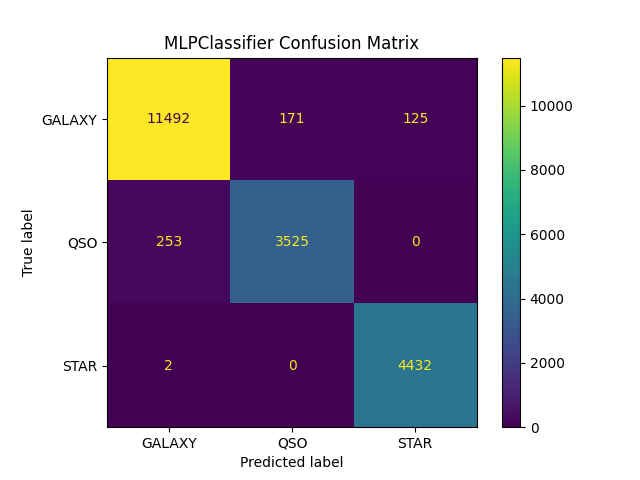 MLPClassifier Confusion Matrix
True label
GALAXY 11492 171 125
QSO 253 3525 0
STAR 2 0 4432
GALAXY QSO STAR
Predicted label
10000
8000
6000
4000
2000
0